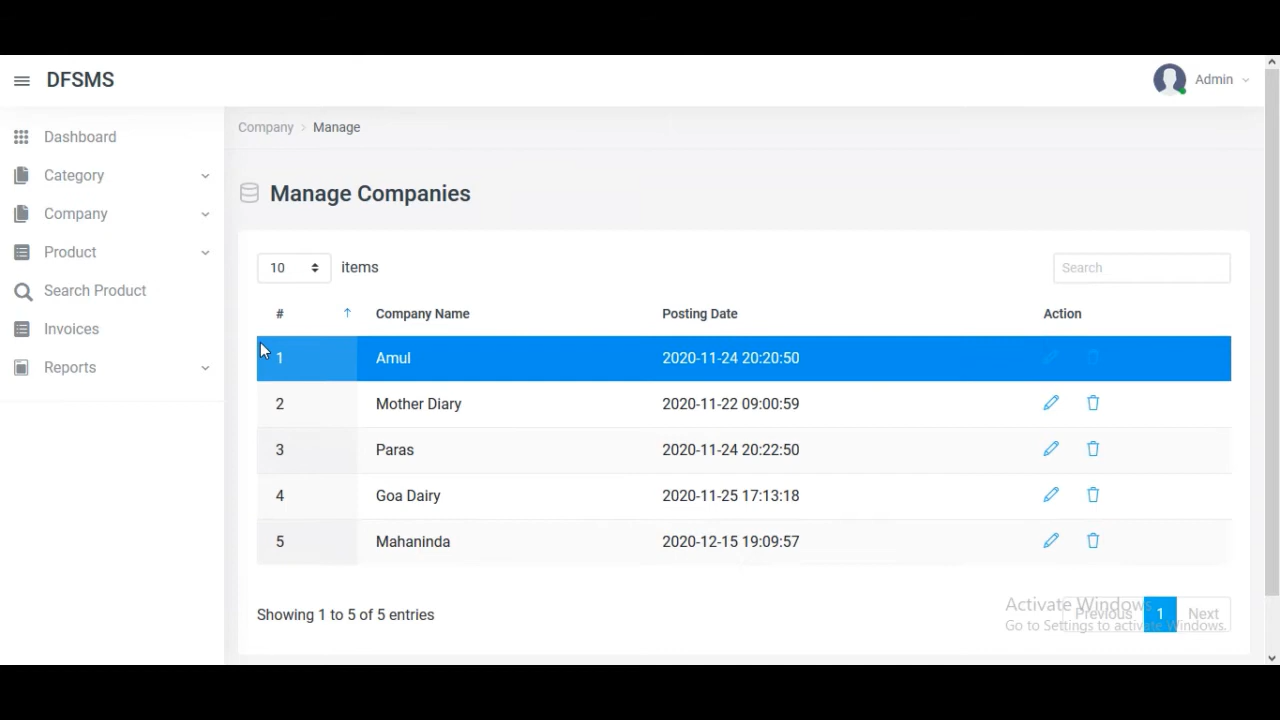 DFSMS
Admin
Dashboard
Category
Company
Product
Search Product
Invoices
Reports
Company > Manage
Manage Companies
10 items
Search
# Company Name Posting Date Action
1 Amul 2020-11-24 20:20:50
2 Mother Diary 2020-11-22 09:00:59
3 Paras 2020-11-24 20:22:50
4 Goa Dairy 2020-11-25 17:13:18
5 Mahaninda 2020-12-15 19:09:57
Showing 1 to 5 of 5 entries
Previous 1 Next
Activate Windows
Go to Settings to activate Windows.